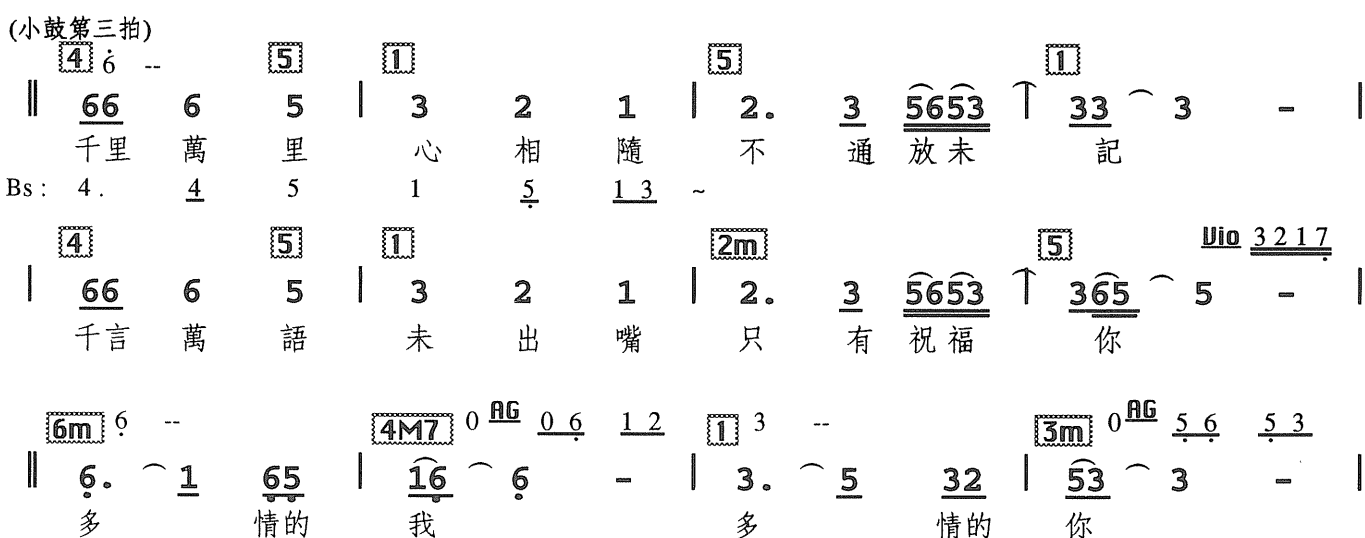 (小鼓第三拍)
4 6 -- 5 1 5 1
‖ 66 6 5 | 3 2 1 | 2. 3 5653 | 33 3 - |
千里 萬 里 心 相 隨 不 通 放未 記
Bs : 4 . 4 5 1 5 1 3 ~
4 5 1 2m 5 Vio 3 2 1 7
| 66 6 5 | 3 2 1 | 2. 3 5653 | 365 5 - |
千言 萬 語 未 出 嘴 只 有 祝福 你
6m 6 -- 4M7 0 AG 0 6 1 2 1 3 -- 3m 0 AG 5 6 5 3
‖ 6. 1 65 | 16 6 - | 3. 5 32 | 53 3 - |
多 情的 我 多 情的 你